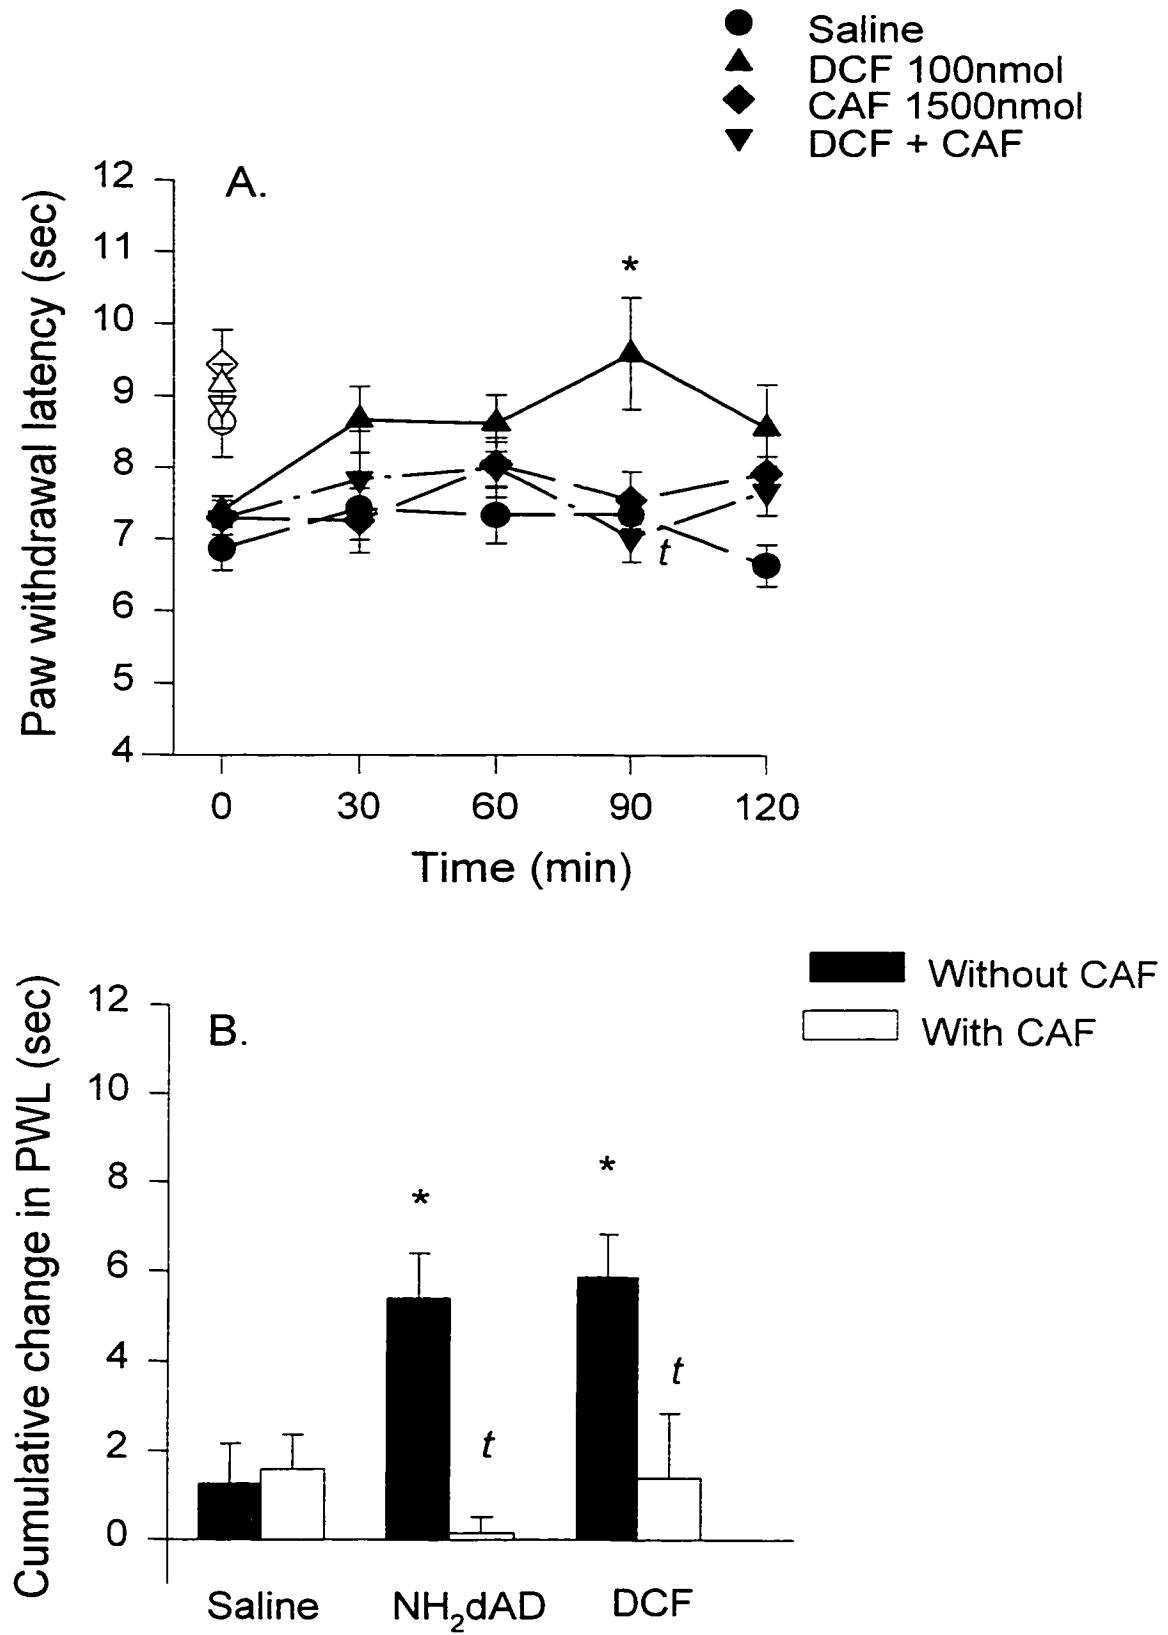 Saline
DCF 100nmol
CAF 1500nmol
DCF + CAF
A.
Paw withdrawal latency (sec)
12
11
10
9
8
7
6
5
4
*
t
0 30 60 90 120
Time (min)
Without CAF
With CAF
B.
Cumulative change in PWL (sec)
12
10
8
6
4
2
0
*
*
t
t
Saline NH₂dAD DCF